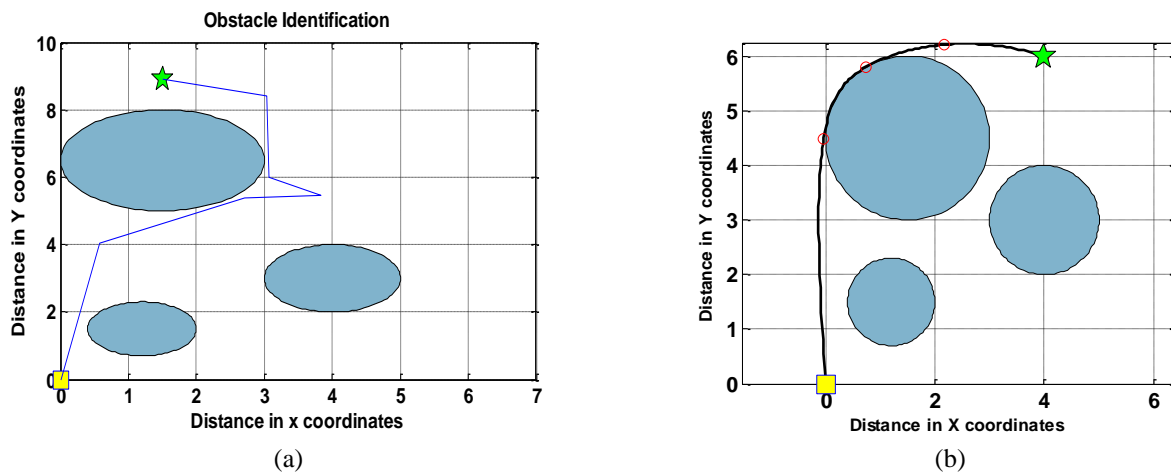 Obstacle Identification
10
8
6
4
2
0
Distance in Y coordinates
0 1 2 3 4 5 6 7
Distance in x coordinates
(a)
6
5
4
3
2
1
0
Distance in Y coordinates
0 2 4 6
Distance in X coordinates
(b)